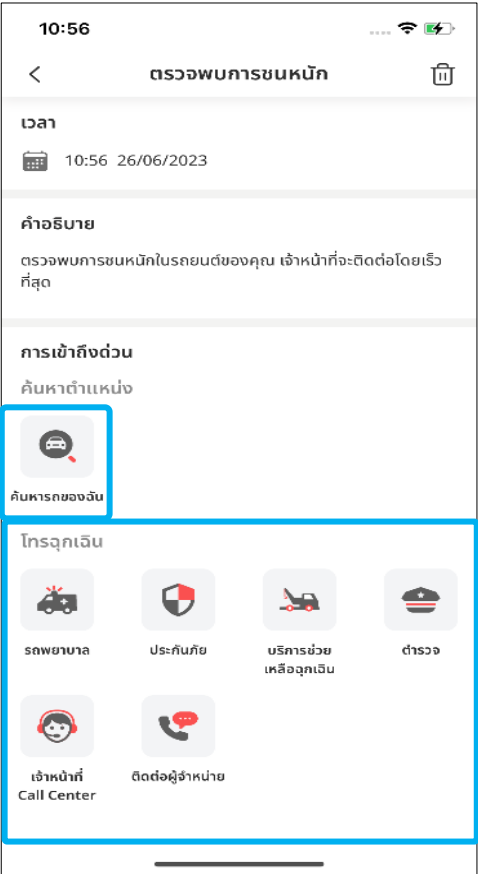 10:56
ตรวจพบการชนหนัก
เวลา
10:56 26/06/2023
คำอธิบาย
ตรวจพบการชนหนักในรถยนต์ของคุณ เจ้าหน้าที่จะติดต่อโดยเร็ว
ที่สุด
การเข้าถึงด่วน
ค้นหาตำแหน่ง
ค้นหารถของฉัน
โทรฉุกเฉิน
รถพยาบาล
ประกันภัย
บริการช่วย
เหลือฉุกเฉิน
ตำรวจ
เจ้าหน้าที่
Call Center
ติดต่อผู้จำหน่าย